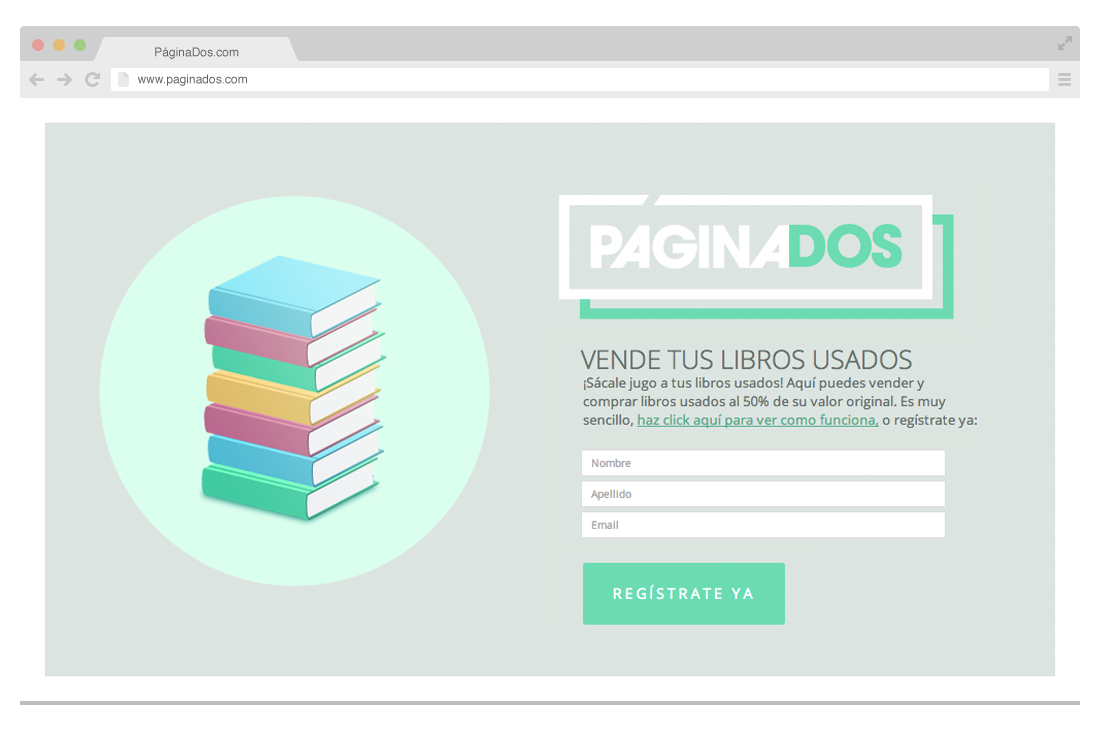 PáginaDos.com
www.paginados.com
PÁGINADOS
VENDE TUS LIBROS USADOS
¡Sácale jugo a tus libros usados! Aquí puedes vender y
comprar libros usados al 50% de su valor original. Es muy
sencillo, haz click aquí para ver como funciona, o regístrate ya:
Nombre
Apellido
Email
REGÍSTRATE YA